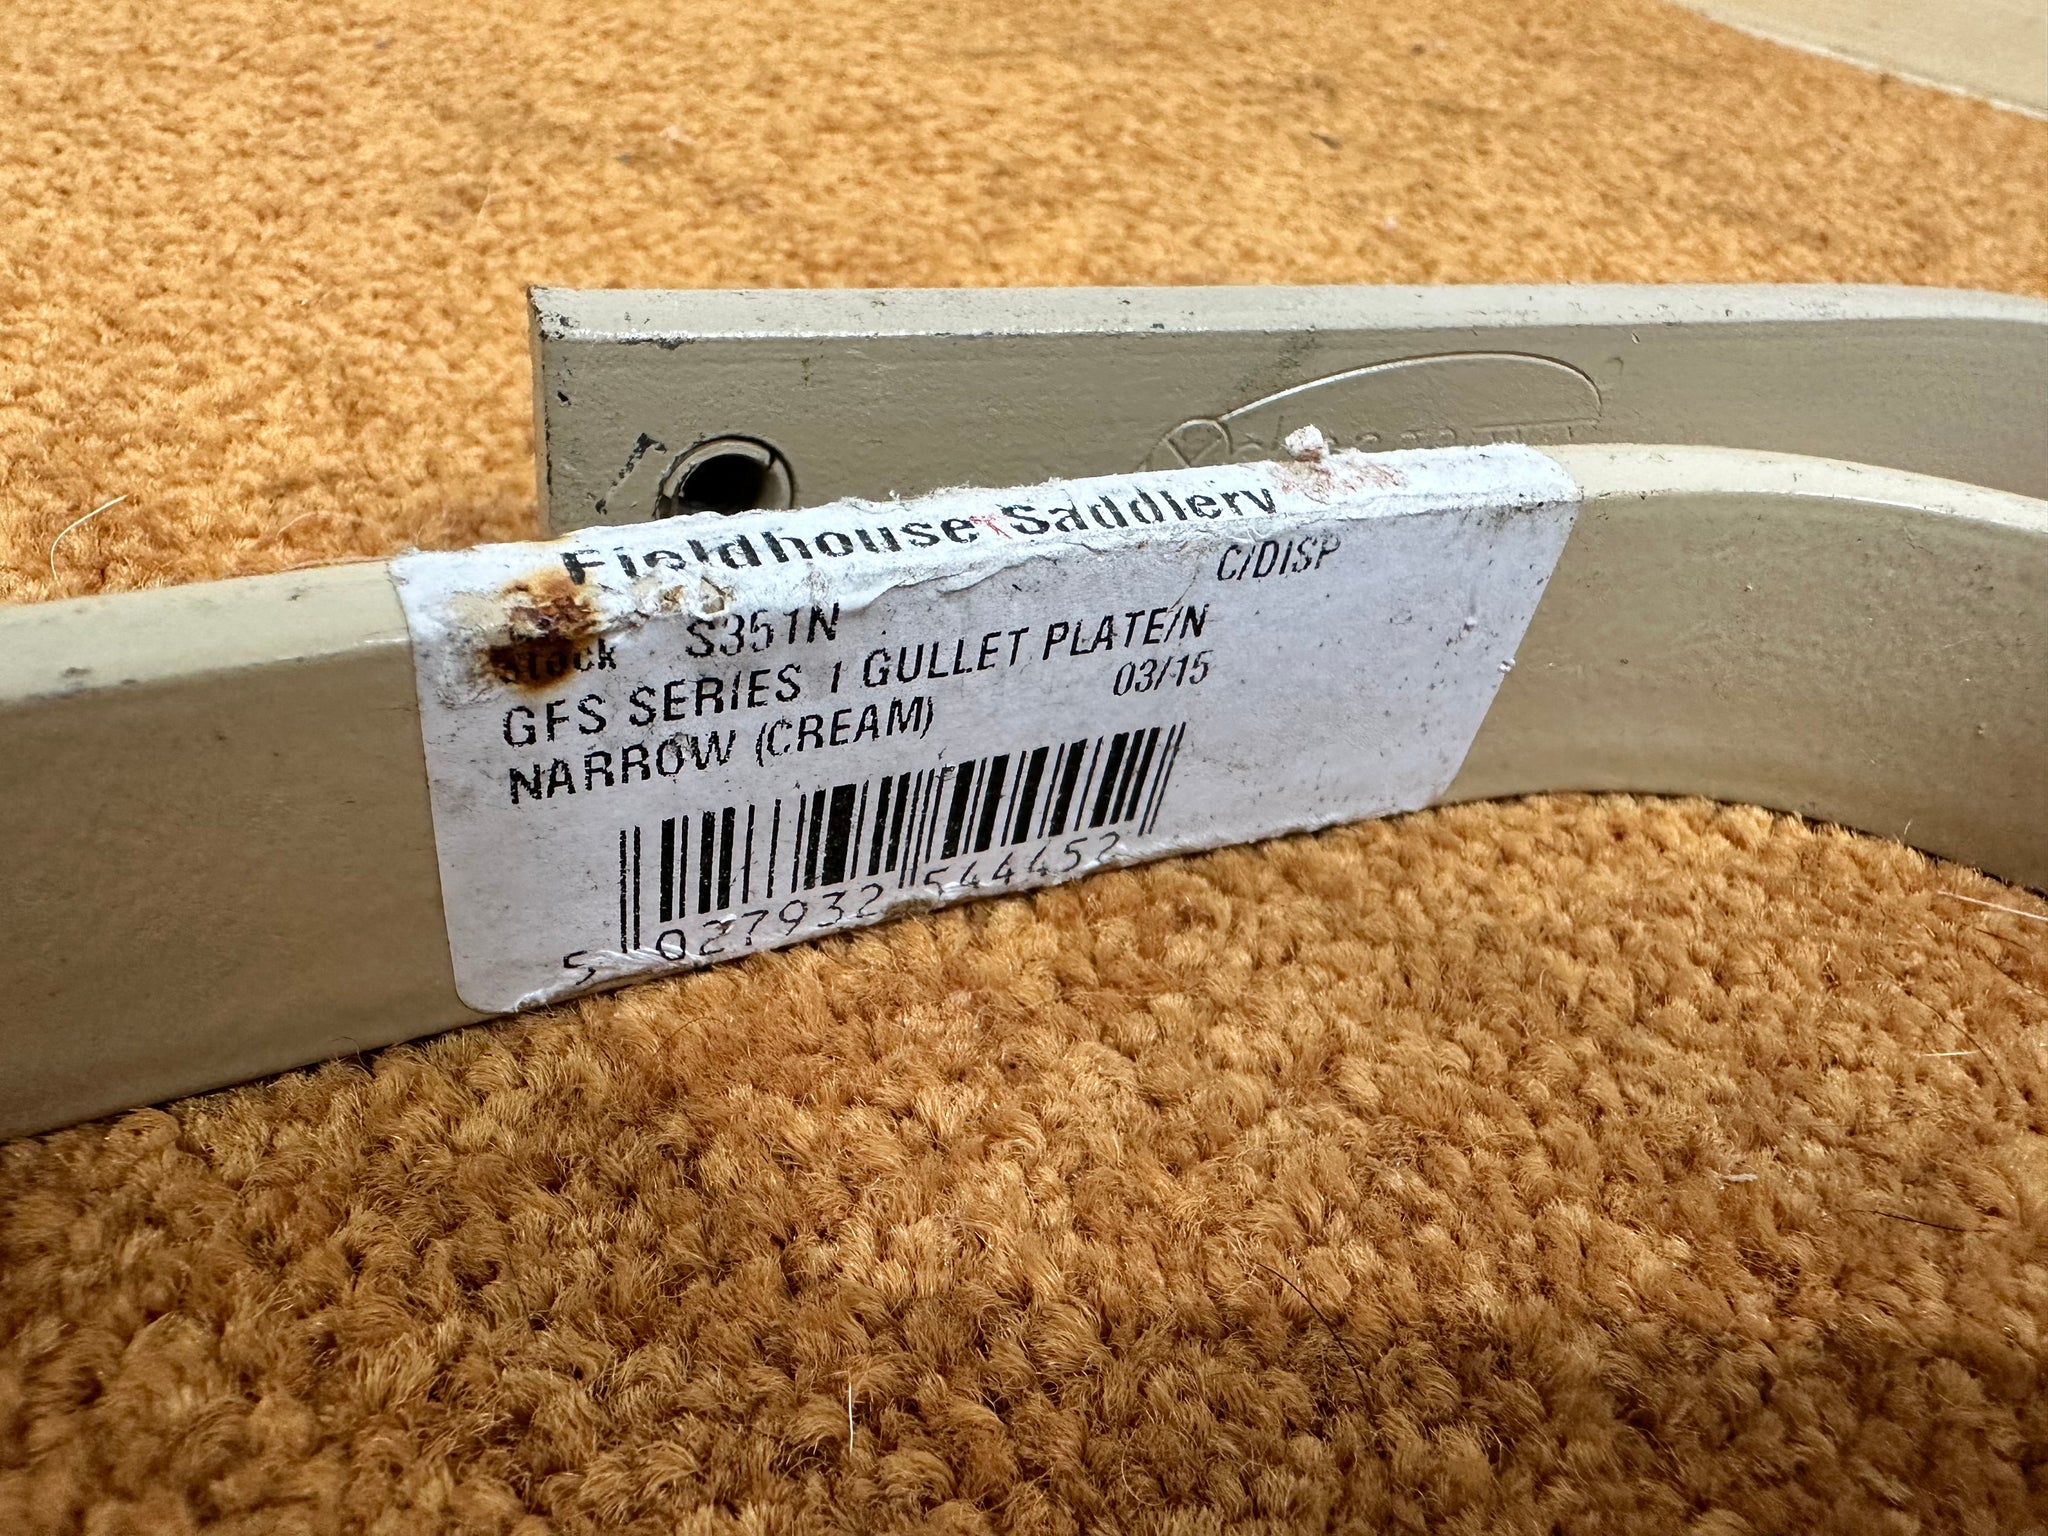 Fieldhouse Saddlery
C/DISP
Stock S351N
GFS SERIES 1 GULLET PLATE/N
NARROW (CREAM) 03/15
5 027932 544452